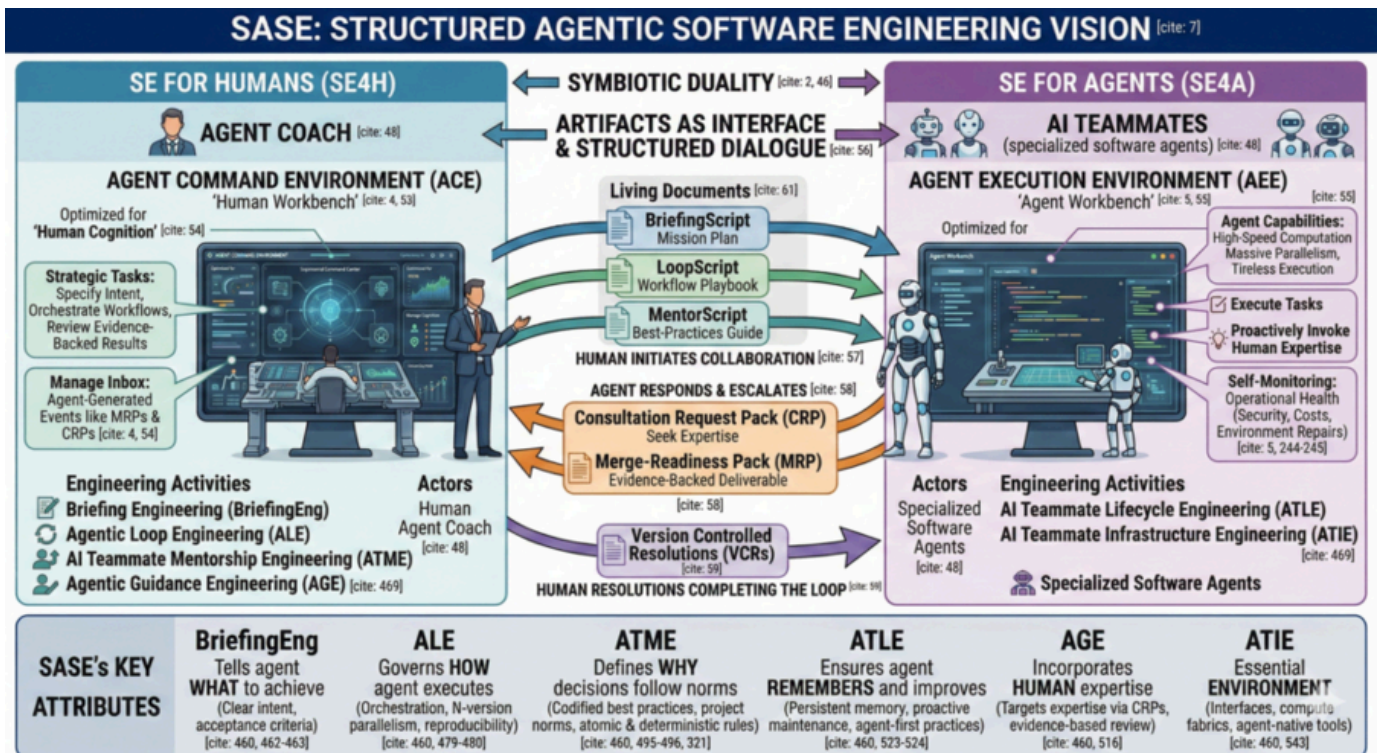 SASE: STRUCTURED AGENTIC SOFTWARE ENGINEERING VISION [cite: 7]
SE FOR HUMANS (SE4H)
AGENT COACH [cite: 48]
AGENT COMMAND ENVIRONMENT (ACE)
'Human Workbench' [cite: 4, 53]
Optimized for
'Human Cognition' [cite: 54]
Strategic Tasks:
Specify Intent,
Orchestrate Workflows,
Review Evidence-
Backed Results
Manage Inbox:
Agent-Generated
Events like MRPs &
CRPs [cite: 4, 54]
AGENT COMMAND ENVIRONMENT
Engineering Activities
Briefing Engineering (BriefingEng)
Agentic Loop Engineering (ALE)
AI Teammate Mentorship Engineering (ATME)
Agentic Guidance Engineering (AGE) [cite: 469]
Actors
Human
Agent Coach
[cite: 48]
SYMBIOTIC DUALITY [cite: 2, 46]
ARTIFACTS AS INTERFACE
& STRUCTURED DIALOGUE [cite: 56]
Living Documents [cite: 61]
BriefingScript
Mission Plan
LoopScript
Workflow Playbook
MentorScript
Best-Practices Guide
HUMAN INITIATES COLLABORATION [cite: 57]
AGENT RESPONDS & ESCALATES [cite: 58]
Consultation Request Pack (CRP)
Seek Expertise
Merge-Readiness Pack (MRP)
Evidence-Backed Deliverable
[cite: 58]
Version Controlled
Resolutions (VCRs)
[cite: 59]
HUMAN RESOLUTIONS COMPLETING THE LOOP [cite: 59]
SE FOR AGENTS (SE4A)
AI TEAMMATES
(specialized software agents) [cite: 48]
AGENT EXECUTION ENVIRONMENT (AEE)
'Agent Workbench' [cite: 5, 55]
[cite: 55]
Optimized for
Agent Workbench
Agent Capabilities:
High-Speed Computation
Massive Parallelism,
Tireless Execution
Execute Tasks
Proactively Invoke
Human Expertise
Self-Monitoring:
Operational Health
(Security, Costs,
Environment Repairs)
[cite: 5, 244-245]
Actors
Specialized
Software
Agents
[cite: 48]
Engineering Activities
AI Teammate Lifecycle Engineering (ATLE)
AI Teammate Infrastructure Engineering (ATIE)
[cite: 469]
Specialized Software Agents
SASE's KEY
ATTRIBUTES
BriefingEng
Tells agent
WHAT to achieve
(Clear intent,
acceptance criteria)
[cite: 460, 462-463]
ALE
Governs HOW
agent executes
(Orchestration, N-version
parallelism, reproducibility)
[cite: 460, 479-480]
ATME
Defines WHY
decisions follow norms
(Codified best practices, project
norms, atomic & deterministic rules)
[cite: 460, 495-496, 321]
ATLE
Ensures agent
REMEMBERS and improves
(Persistent memory, proactive
maintenance, agent-first practices)
[cite: 460, 523-524]
AGE
Incorporates
HUMAN expertise
(Targets expertise via CRPs,
evidence-based review)
[cite: 460, 516]
ATIE
Essential
ENVIRONMENT
(Interfaces, compute
fabrics, agent-native tools)
[cite: 460, 543]